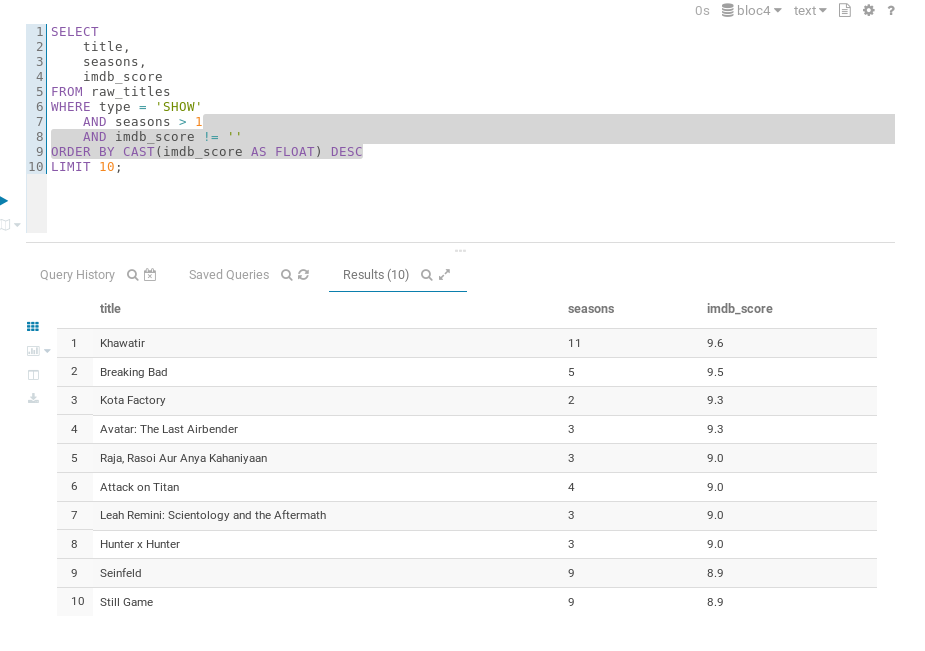 0s bloc4 text ?
1 SELECT
2 title,
3 seasons,
4 imdb_score
5 FROM raw_titles
6 WHERE type = 'SHOW'
7 AND seasons > 1
8 AND imdb_score != ''
9 ORDER BY CAST(imdb_score AS FLOAT) DESC
10 LIMIT 10;
Query History Saved Queries Results (10)
title seasons imdb_score
1 Khawatir 11 9.6
2 Breaking Bad 5 9.5
3 Kota Factory 2 9.3
4 Avatar: The Last Airbender 3 9.3
5 Raja, Rasoi Aur Anya Kahaniyaan 3 9.0
6 Attack on Titan 4 9.0
7 Leah Remini: Scientology and the Aftermath 3 9.0
8 Hunter x Hunter 3 9.0
9 Seinfeld 9 8.9
10 Still Game 9 8.9